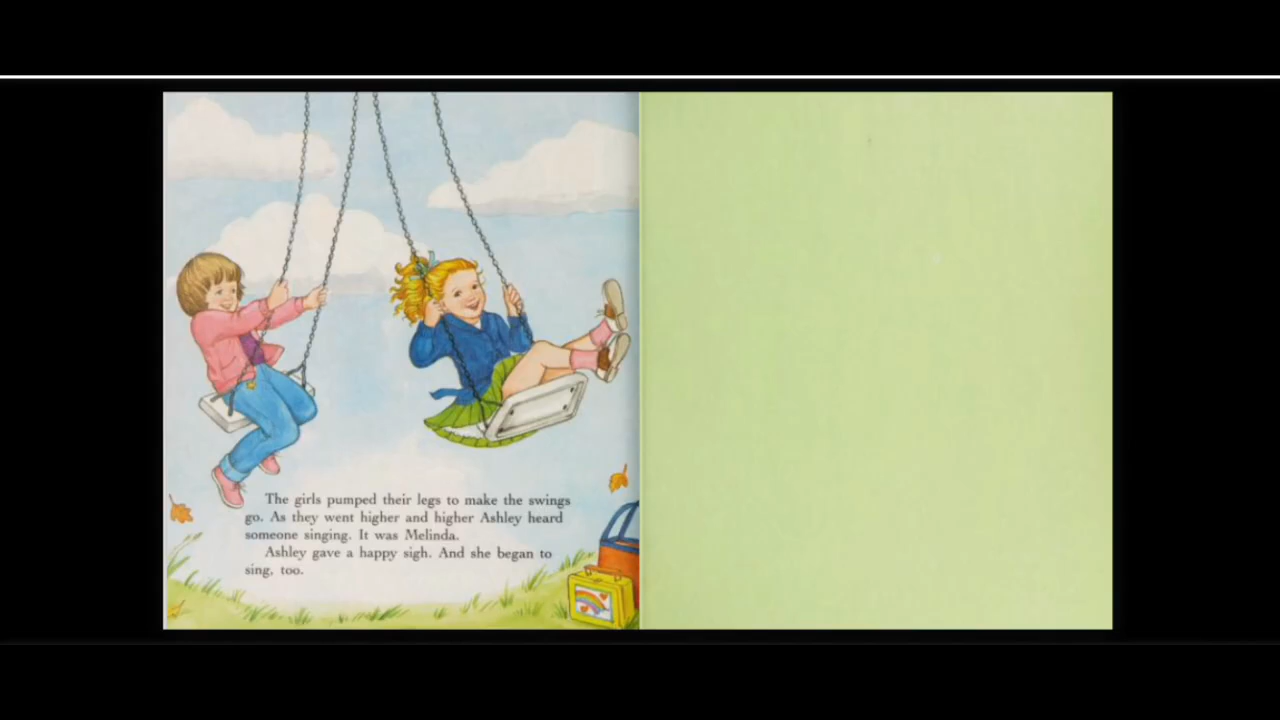 The girls pumped their legs to make the swings
go. As they went higher and higher Ashley heard
someone singing. It was Melinda.
Ashley gave a happy sigh. And she began to
sing, too.